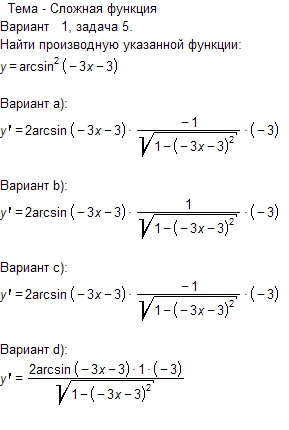 Тема - Сложная функция
Вариант 1, задача 5.
Найти производную указанной функции:
y = arcsin² (−3x−3)
Вариант a):
y' = 2arcsin (−3x−3) · −1/√(1−(−3x−3)²) · (−3)
Вариант b):
y' = 2arcsin (−3x−3) · 1/√(1−(−3x−3)²) · (−3)
Вариант c):
y' = 2arcsin (−3x−3) · −1/√(1−(−3x−3)²) · (−3)
Вариант d):
y' = 2arcsin (−3x−3) · 1 · (−3)/√(1−(−3x−3)²)